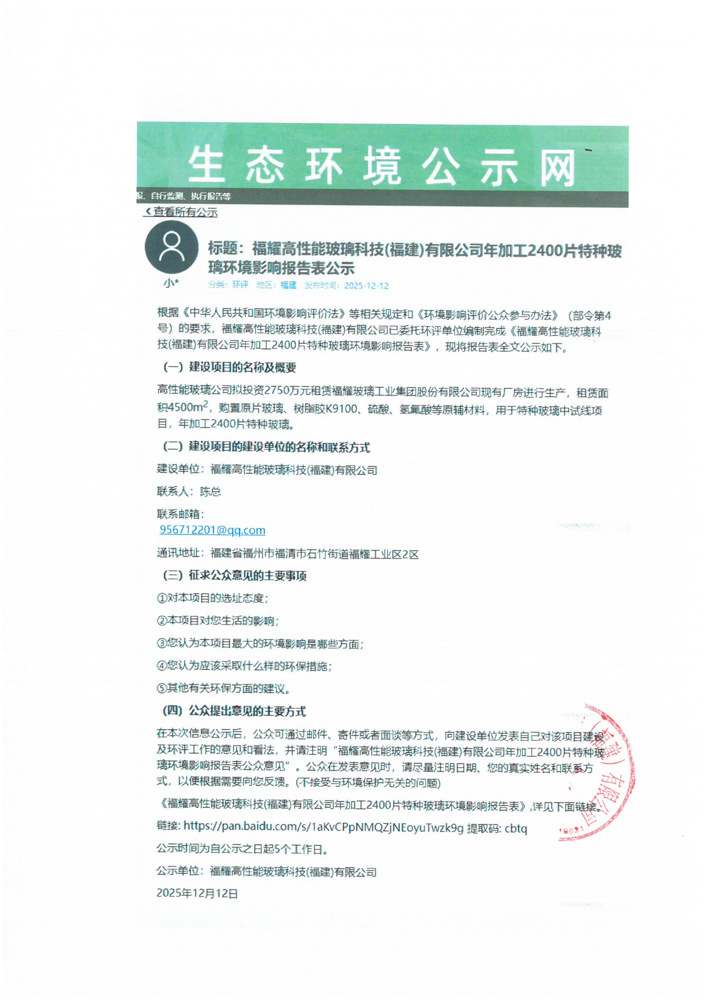 生态环境公示网
报、自行监测、执行报告等
查看所有公示
小*
标题：福耀高性能玻璃科技(福建)有限公司年加工2400片特种玻
璃环境影响报告表公示
分类：环评 地区：福建 发布时间：2025-12-12
根据《中华人民共和国环境影响评价法》等相关规定和《环境影响评价公众参与办法》（部令第4
号）的要求，福耀高性能玻璃科技(福建)有限公司已委托环评单位编制完成《福耀高性能玻璃科
技(福建)有限公司年加工2400片特种玻璃环境影响报告表》，现将报告表全文公示如下。
（一）建设项目的名称及概要
高性能玻璃公司拟投资2750万元租赁福耀玻璃工业集团股份有限公司现有厂房进行生产，租赁面
积4500m²，购置原片玻璃、树脂胶K9100、硫酸、氢氟酸等原辅材料，用于特种玻璃中试线项
目，年加工2400片特种玻璃。
（二）建设项目的建设单位的名称和联系方式
建设单位：福耀高性能玻璃科技(福建)有限公司
联系人：陈总
联系邮箱：
956712201@qq.com
通讯地址：福建省福州市福清市石竹街道福耀工业区2区
（三）征求公众意见的主要事项
①对本项目的选址态度；
②本项目对您生活的影响；
③您认为本项目最大的环境影响是哪些方面；
④您认为应该采取什么样的环保措施；
⑤其他有关环保方面的建议。
（四）公众提出意见的主要方式
在本次信息公示后，公众可通过邮件、寄件或者面谈等方式，向建设单位发表自己对该项目建设
及环评工作的意见和看法，并请注明“福耀高性能玻璃科技(福建)有限公司年加工2400片特种玻
璃环境影响报告表公众意见”。公众在发表意见时，请尽量注明日期、您的真实姓名和联系方
式，以便根据需要向您反馈。(不接受与环境保护无关的问题)
《福耀高性能玻璃科技(福建)有限公司年加工2400片特种玻璃环境影响报告表》,详见下面链接。
链接: https://pan.baidu.com/s/1aKvCPpNMQZjNEoyuTwzk9g 提取码: cbtq
公示时间为自公示之日起5个工作日。
公示单位：福耀高性能玻璃科技(福建)有限公司
2025年12月12日
（福建）有限公司
19621